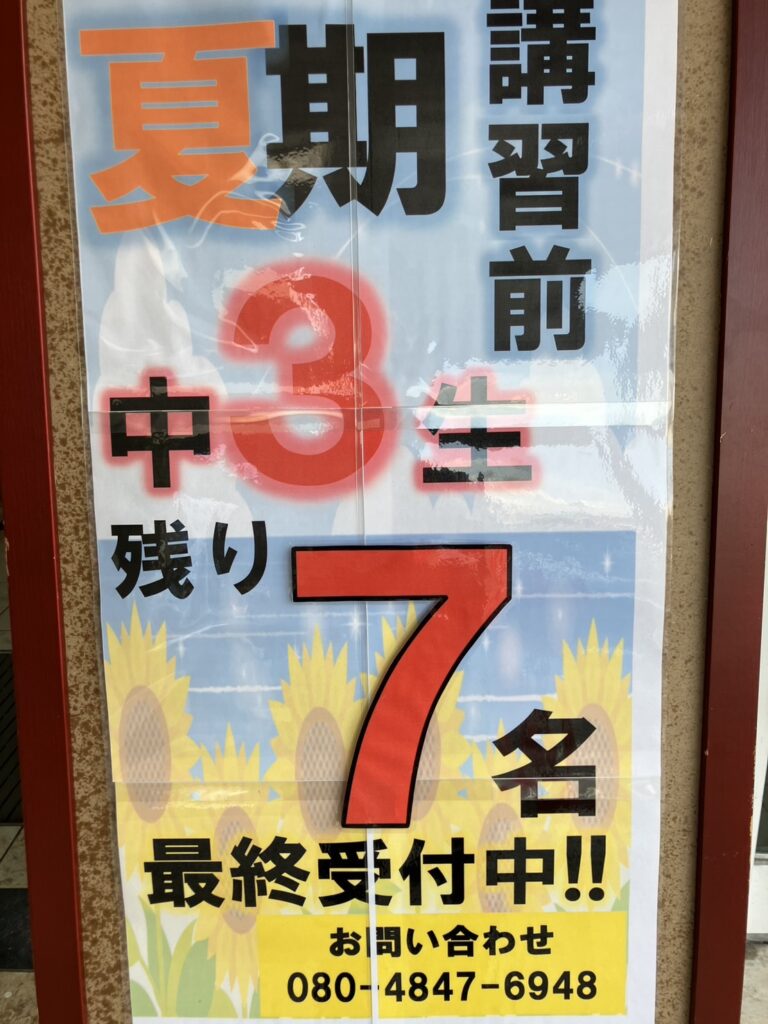 夏期
講習前
中3生
残り7名
最終受付中!!
お問い合わせ
080-4847-6948